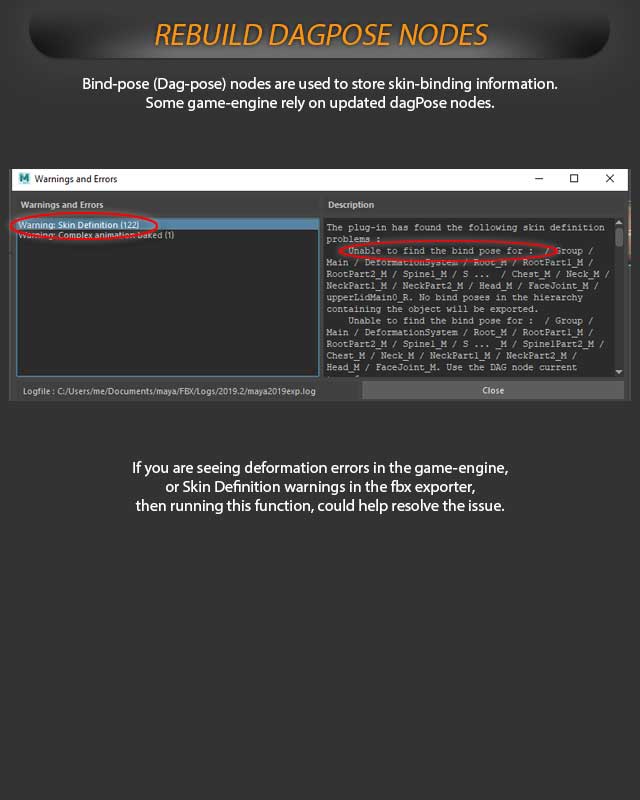 REBUILD DAGPOSE NODES
Bind-pose (Dag-pose) nodes are used to store skin-binding information.
Some game-engine rely on updated dagPose nodes.
Warnings and Errors
Warnings and Errors
Description
Warning: Skin Definition (122)
Warning: Complex animation baked (1)
The plug-in has found the following skin definition
problems :
Unable to find the bind pose for : / Group /
Main / DeformationSystem / Root_M / RootPart1_M /
RootPart2_M / Spine1_M / S ... / Chest_M / Neck_M /
NeckPart1_M / NeckPart2_M / Head_M / FaceJoint_M /
upperLidMain0_R. No bind poses in the hierarchy
containing the object will be exported.
Unable to find the bind pose for : / Group /
Main / DeformationSystem / Root_M / RootPart1_M /
RootPart2_M / Spine1_M / S ... _M / Spine1Part2_M /
Chest_M / Neck_M / NeckPart1_M / NeckPart2_M /
Head_M / FaceJoint_M. Use the DAG node current
Logfile : C:/Users/me/Documents/maya/FBX/Logs/2019.2/maya2019exp.log
Close
If you are seeing deformation errors in the game-engine,
or Skin Definition warnings in the fbx exporter,
then running this function, could help resolve the issue.